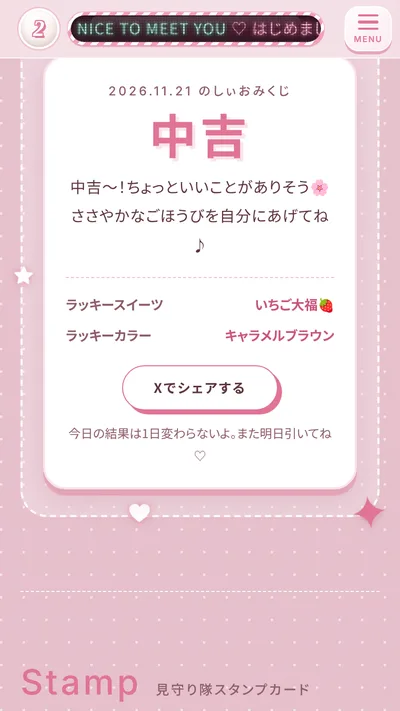 2
NICE TO MEET YOU ♡ はじめまし
MENU
2026.11.21 のしぃおみくじ
中吉
中吉〜！ちょっといいことがありそう🌸
ささやかなごほうびを自分にあげてね
♪
ラッキースイーツ いちご大福🍓
ラッキーカラー キャラメルブラウン
Xでシェアする
今日の結果は1日変わらないよ。また明日引いてね
♡
Stamp 見守り隊スタンプカード